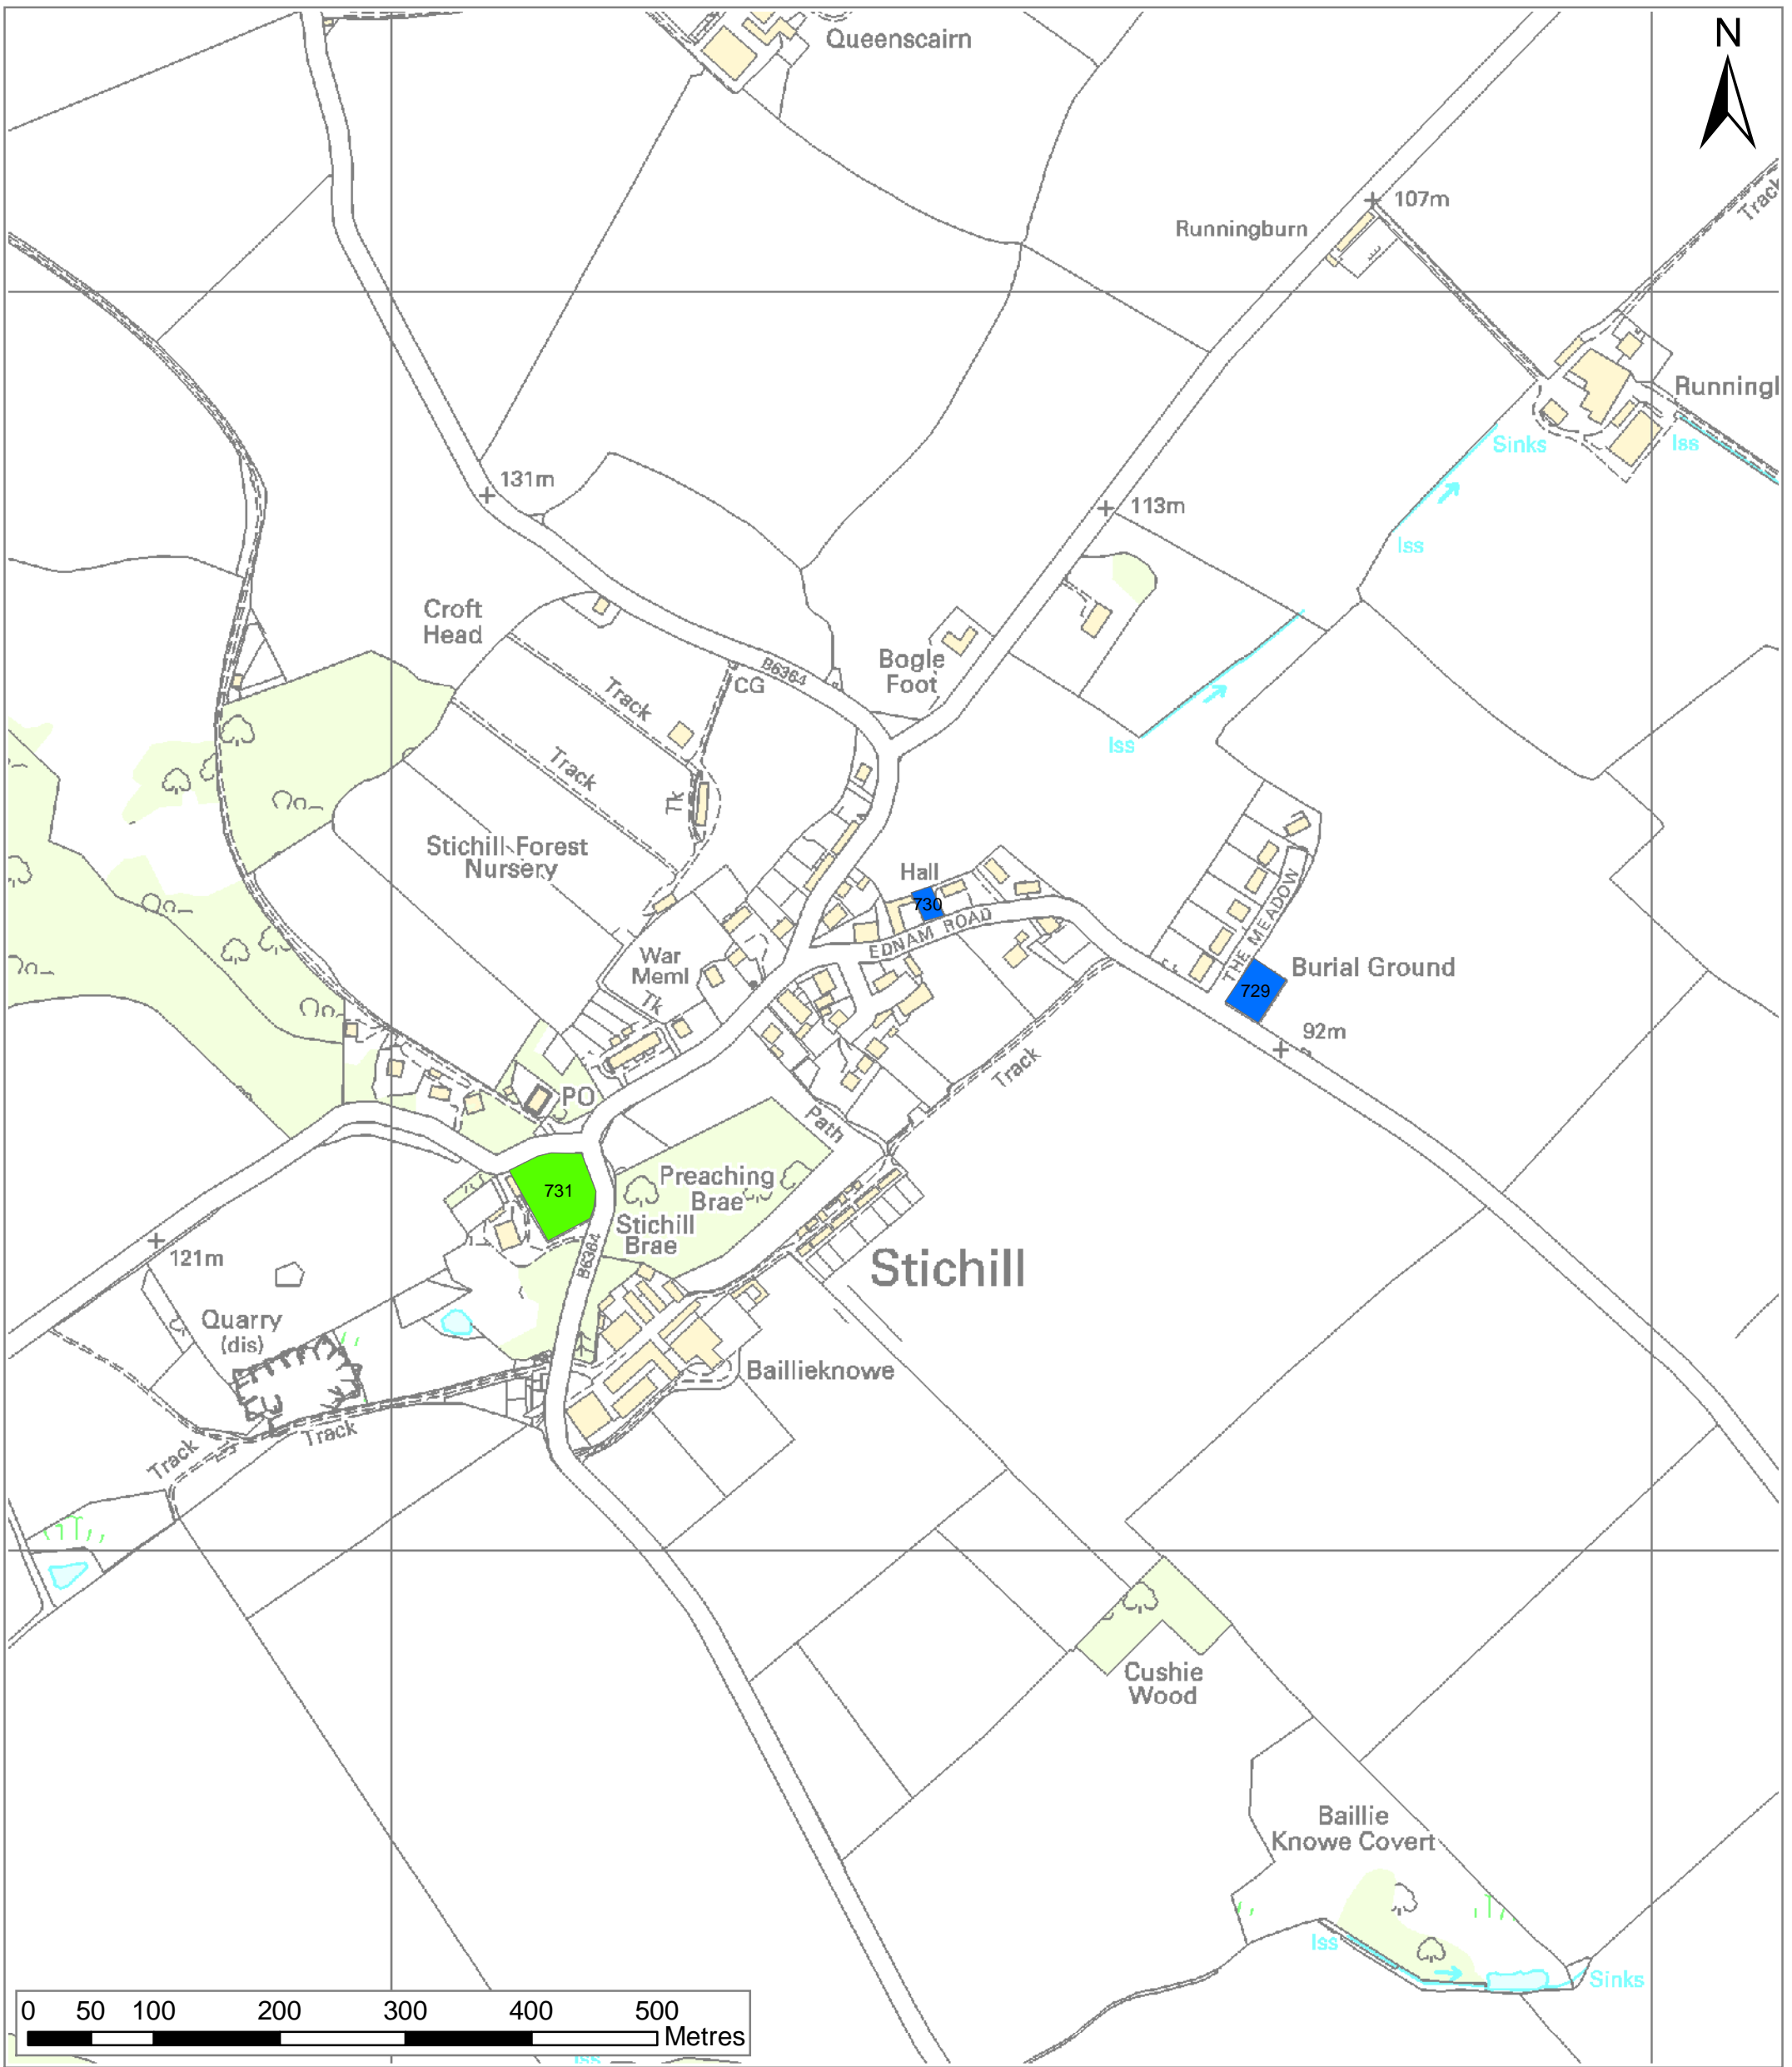 Queenscairn
N
107m
Runningburn
Track
Runningl
Sinks
Iss
131m
113m
Iss
Croft
Head
Bogle
Foot
B6364
CG
Track
Track
Iss
Tk
Stichill Forest
Nursery
Hall
730
EDNAM ROAD
THE MEADOW
War
Meml
Tk
Burial Ground
729
92m
Track
PO
Path
Preaching
Brae
731
Stichill
Brae
B6364
121m
Stichill
Quarry
(dis)
Baillieknowe
Track
Track
Cushie
Wood
Baillie
Knowe Covert
Iss
Sinks
0 50 100 200 300 400 500
Metres
Iss